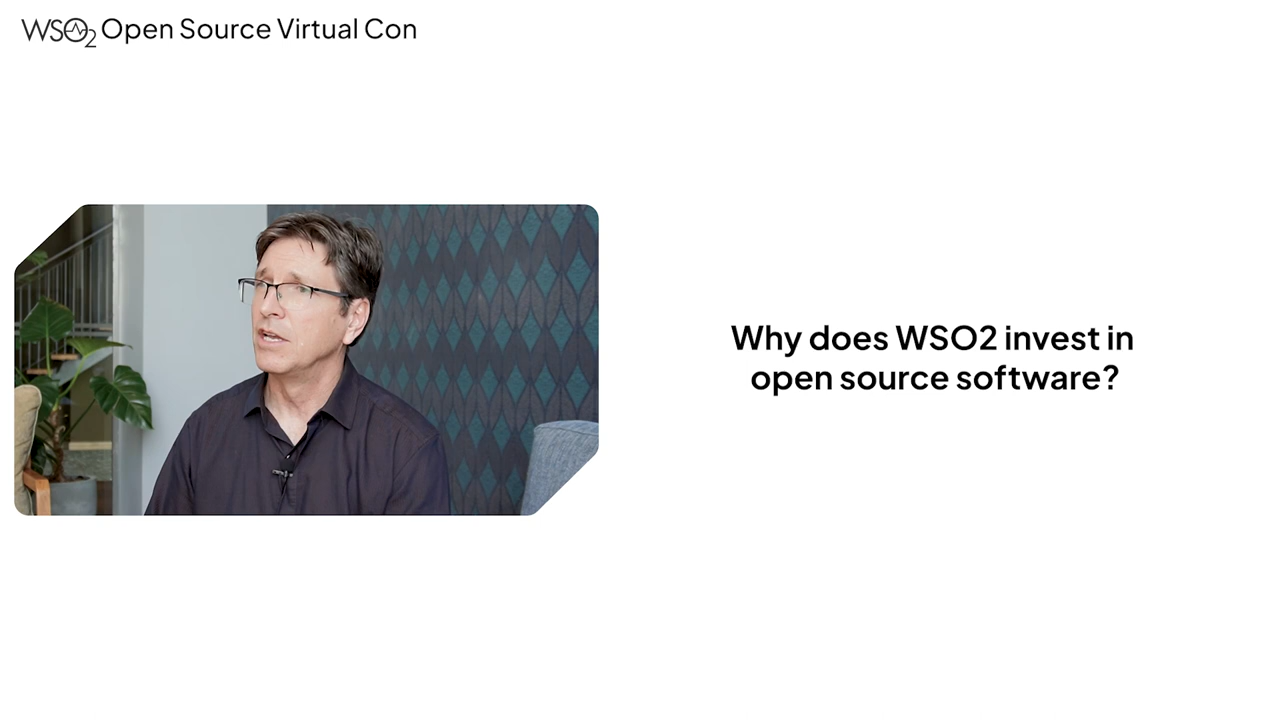 WSO2 Open Source Virtual Con
Why does WSO2 invest in
open source software?